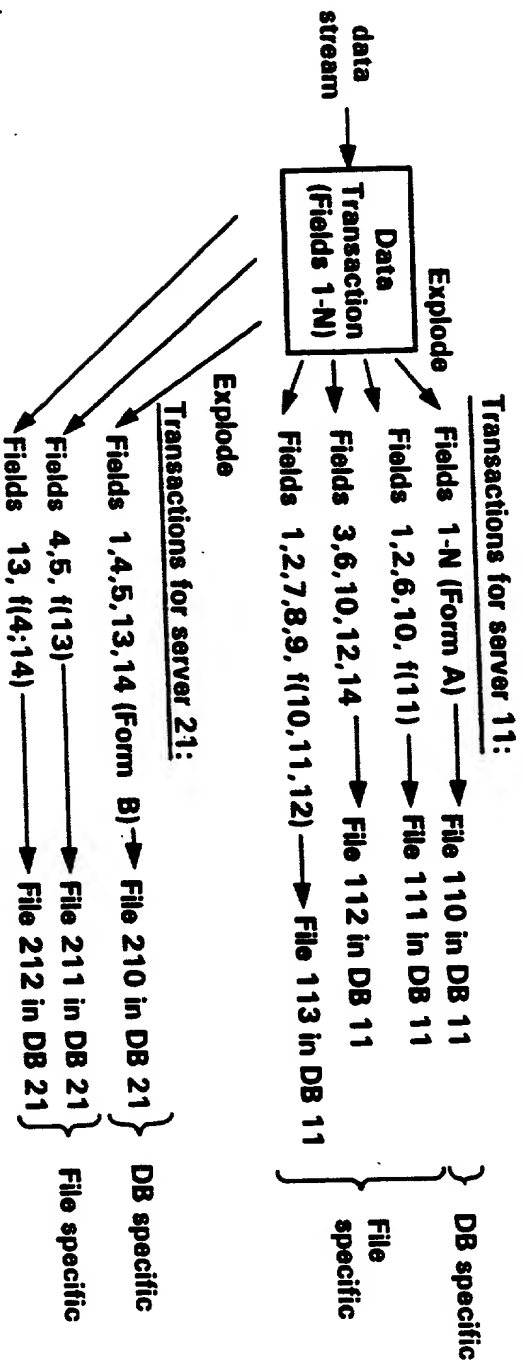 data
stream
Data
Transaction
(Fields 1-N)
Explode
Transactions for server 11:
Fields 1-N (Form A) File 110 in DB 11
Fields 1,2,6,10, f(11) File 111 in DB 11
Fields 3,6,10,12,14 File 112 in DB 11
Fields 1,2,7,8,9, f(10,11,12) File 113 in DB 11
DB specific
File
specific
Explode
Transactions for server 21:
Fields 1,4,5,13,14 (Form B) File 210 in DB 21
Fields 4,5, f(13) File 211 in DB 21
Fields 13, f(4;14) File 212 in DB 21
DB specific
File specific